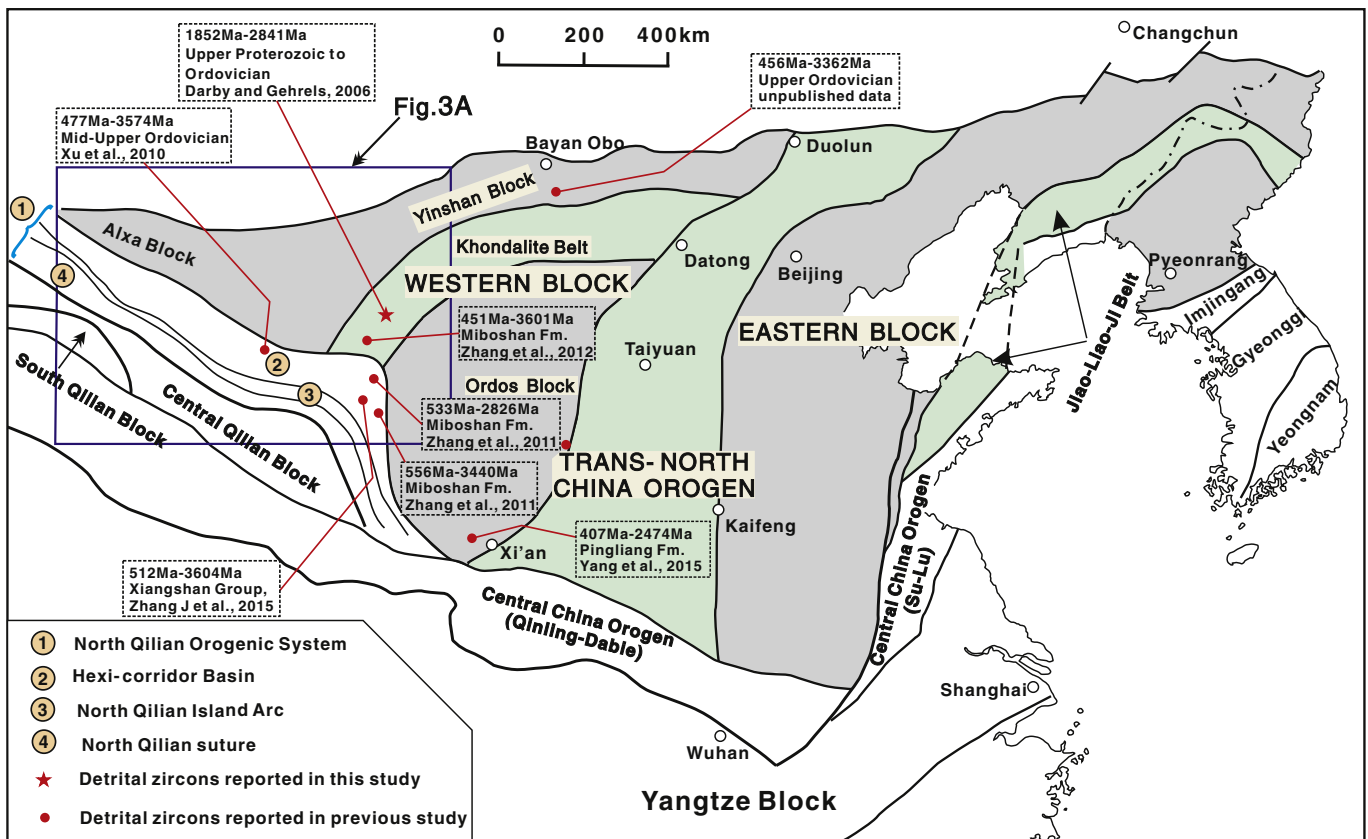 1852Ma-2841Ma
Upper Proterozoic to
Ordovician
Darby and Gehrels, 2006
0 200 400km
Changchun
456Ma-3362Ma
Upper Ordovician
unpublished data
Fig.3A
477Ma-3574Ma
Mid-Upper Ordovician
Xu et al., 2010
Bayan Obo
Duolun
Yinshan Block
1
Alxa Block
Khondalite Belt
Datong
4
Beijing
Pyeonrang
WESTERN BLOCK
Imjingang
451Ma-3601Ma
Miboshan Fm.
Zhang et al., 2012
EASTERN BLOCK
Gyeonggi
Taiyuan
2
South Qilian Block
Central Qilian Block
3
Ordos Block
Jiao-Liao-Ji Belt
Yeongnam
533Ma-2826Ma
Miboshan Fm.
Zhang et al., 2011
556Ma-3440Ma
Miboshan Fm.
Zhang et al., 2011
TRANS-NORTH
CHINA OROGEN
Kaifeng
Xi'an
407Ma-2474Ma
Pingliang Fm.
Yang et al., 2015
512Ma-3604Ma
Xiangshan Group,
Zhang J et al., 2015
Central China Orogen
(Qinling-Dable)
Central China Orogen
(Su-Lu)
Shanghai
Wuhan
Yangtze Block
1 North Qilian Orogenic System
2 Hexi-corridor Basin
3 North Qilian Island Arc
4 North Qilian suture
Detrital zircons reported in this study
Detrital zircons reported in previous study